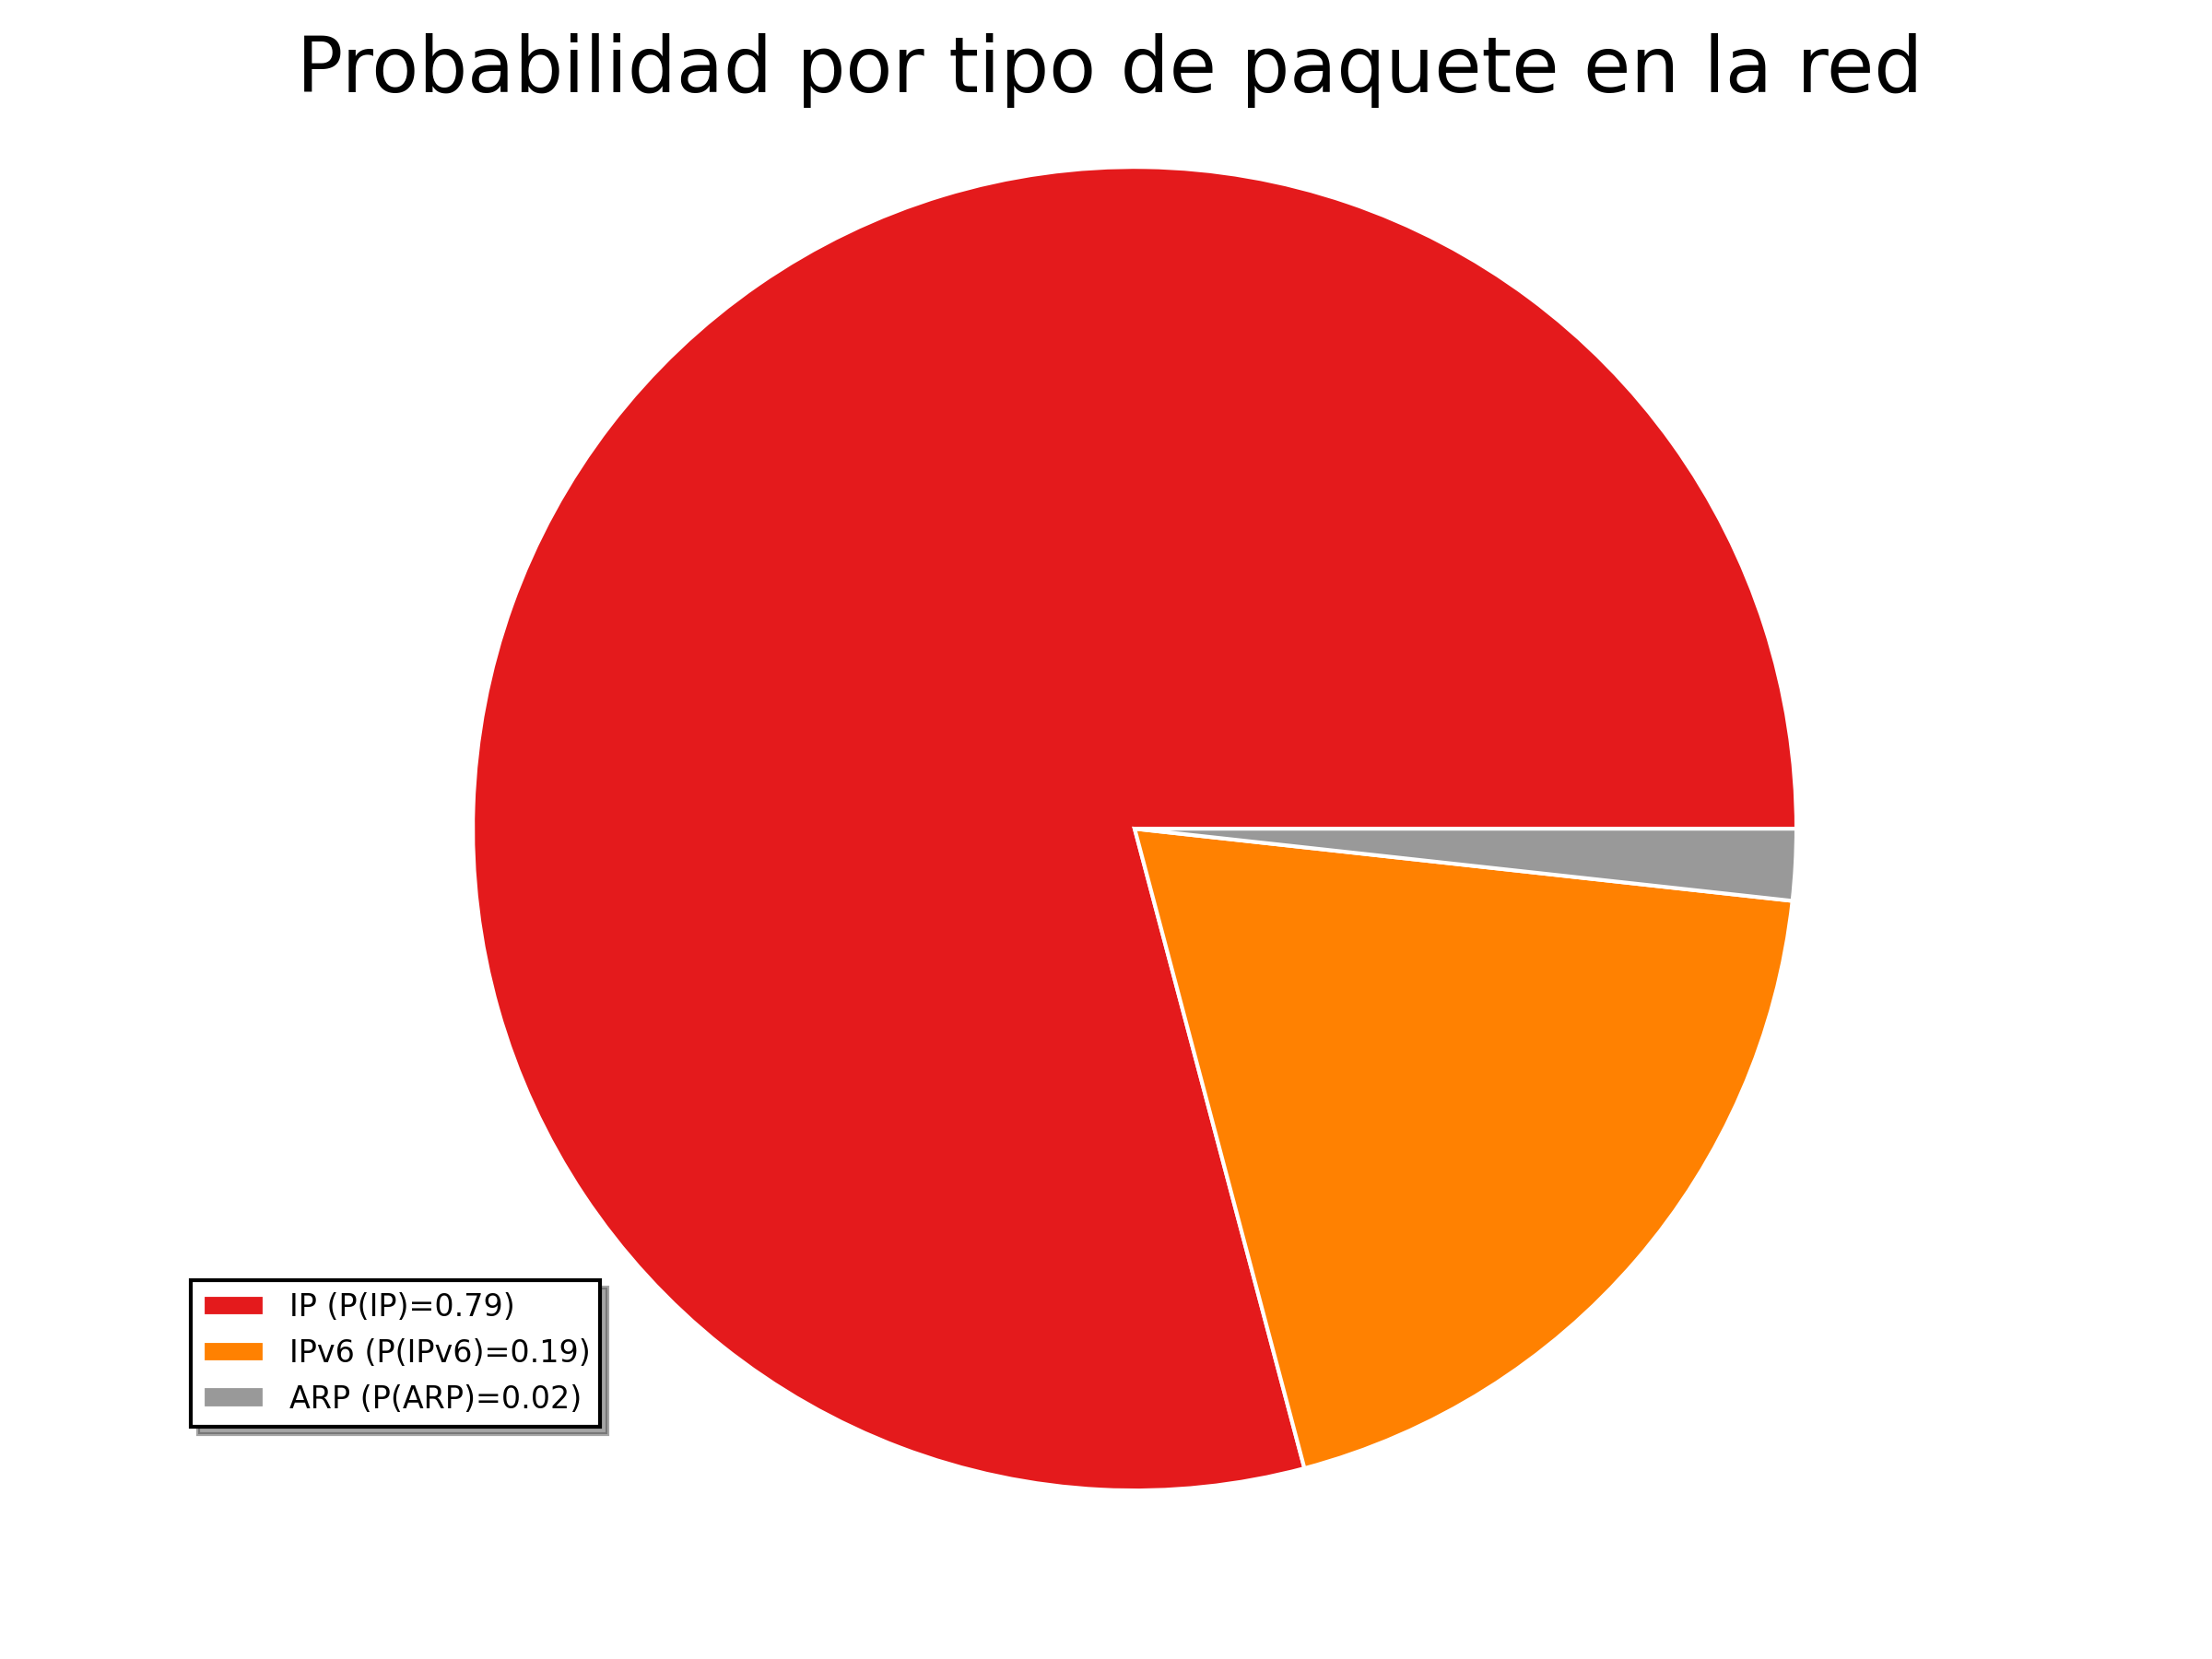 Probabilidad por tipo de paquete en la red
IP (P(IP)=0.79)
IPv6 (P(IPv6)=0.19)
ARP (P(ARP)=0.02)